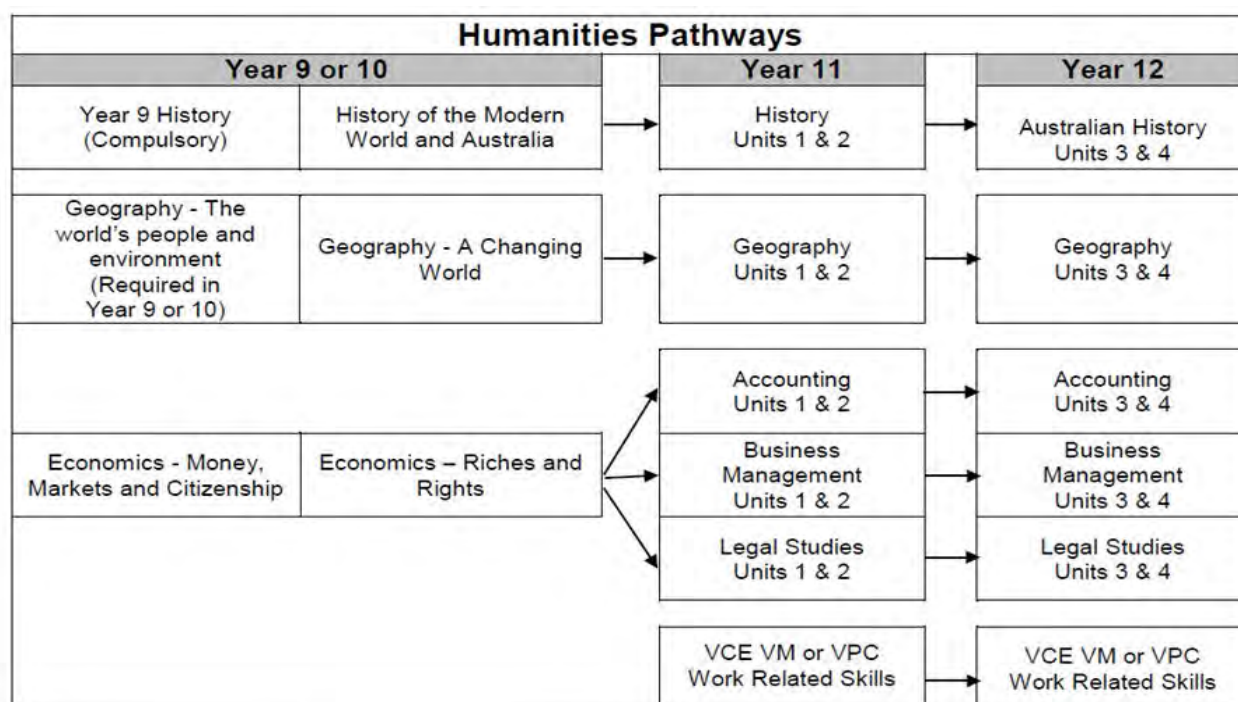 Humanities Pathways
Year 9 or 10
Year 11
Year 12
Year 9 History
(Compulsory)
History of the Modern
World and Australia
History
Units 1 & 2
Australian History
Units 3 & 4
Geography - The
world's people and
environment
(Required in
Year 9 or 10)
Geography - A Changing
World
Geography
Units 1 & 2
Geography
Units 3 & 4
Accounting
Units 1 & 2
Accounting
Units 3 & 4
Economics - Money,
Markets and Citizenship
Economics – Riches and
Rights
Business
Management
Units 1 & 2
Business
Management
Units 3 & 4
Legal Studies
Units 1 & 2
Legal Studies
Units 3 & 4
VCE VM or VPC
Work Related Skills
VCE VM or VPC
Work Related Skills